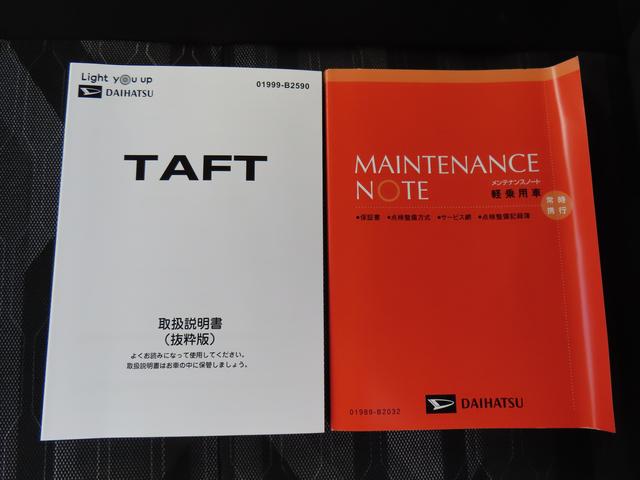 Light you up
DAIHATSU
01999-B2590
TAFT
取扱説明書
（抜粋版）
よくお読みになって使用してください。
取扱説明書はお車の中に保管しましょう。
MAINTENANCE
NOTE
メンテナンスノート
軽乗用車
常時
携行
●保証書 ●点検整備方式 ●サービス網 ●点検整備記録簿
01989-B2032
DAIHATSU